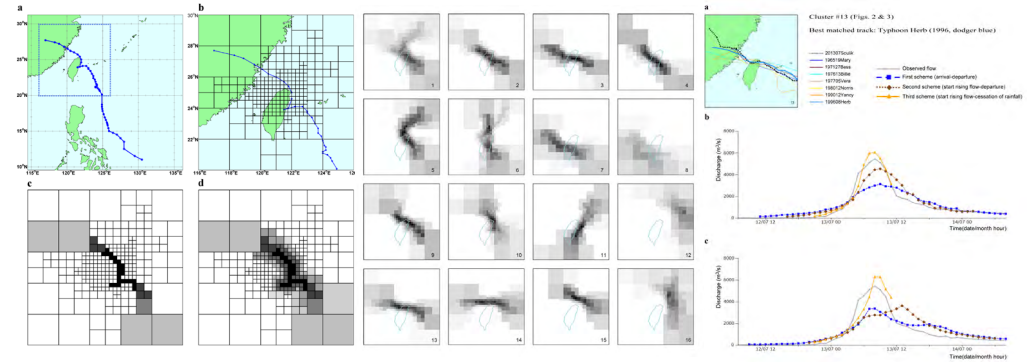 a
30°N
25°N
20°N
15°N
10°N
115°E
120°E
125°E
130°E
135°E
b
28°N
26°N
24°N
22°N
116°E
118°E
120°E
122°E
124°E
c
d
1
2
3
4
5
6
7
8
9
10
11
12
13
14
15
16
a
Cluster #13 (Figs. 2 & 3)
Best matched track: Typhoon Herb (1996, dodger blue)
201307Soulik
199012Yancy
199608Herb
Observed flow
First scheme (arrival-departure)
Second scheme (start rising flow-departure)
Third scheme (start rising flow-cessation of rainfall)
b
Discharge (m³/s)
8000
6000
4000
2000
0
12/07 12
13/07 00
13/07 12
14/07 00
Time(date/month hour)
c
Discharge (m³/s)
8000
6000
4000
2000
0
12/07 12
13/07 00
13/07 12
14/07 00
Time(date/month hour)